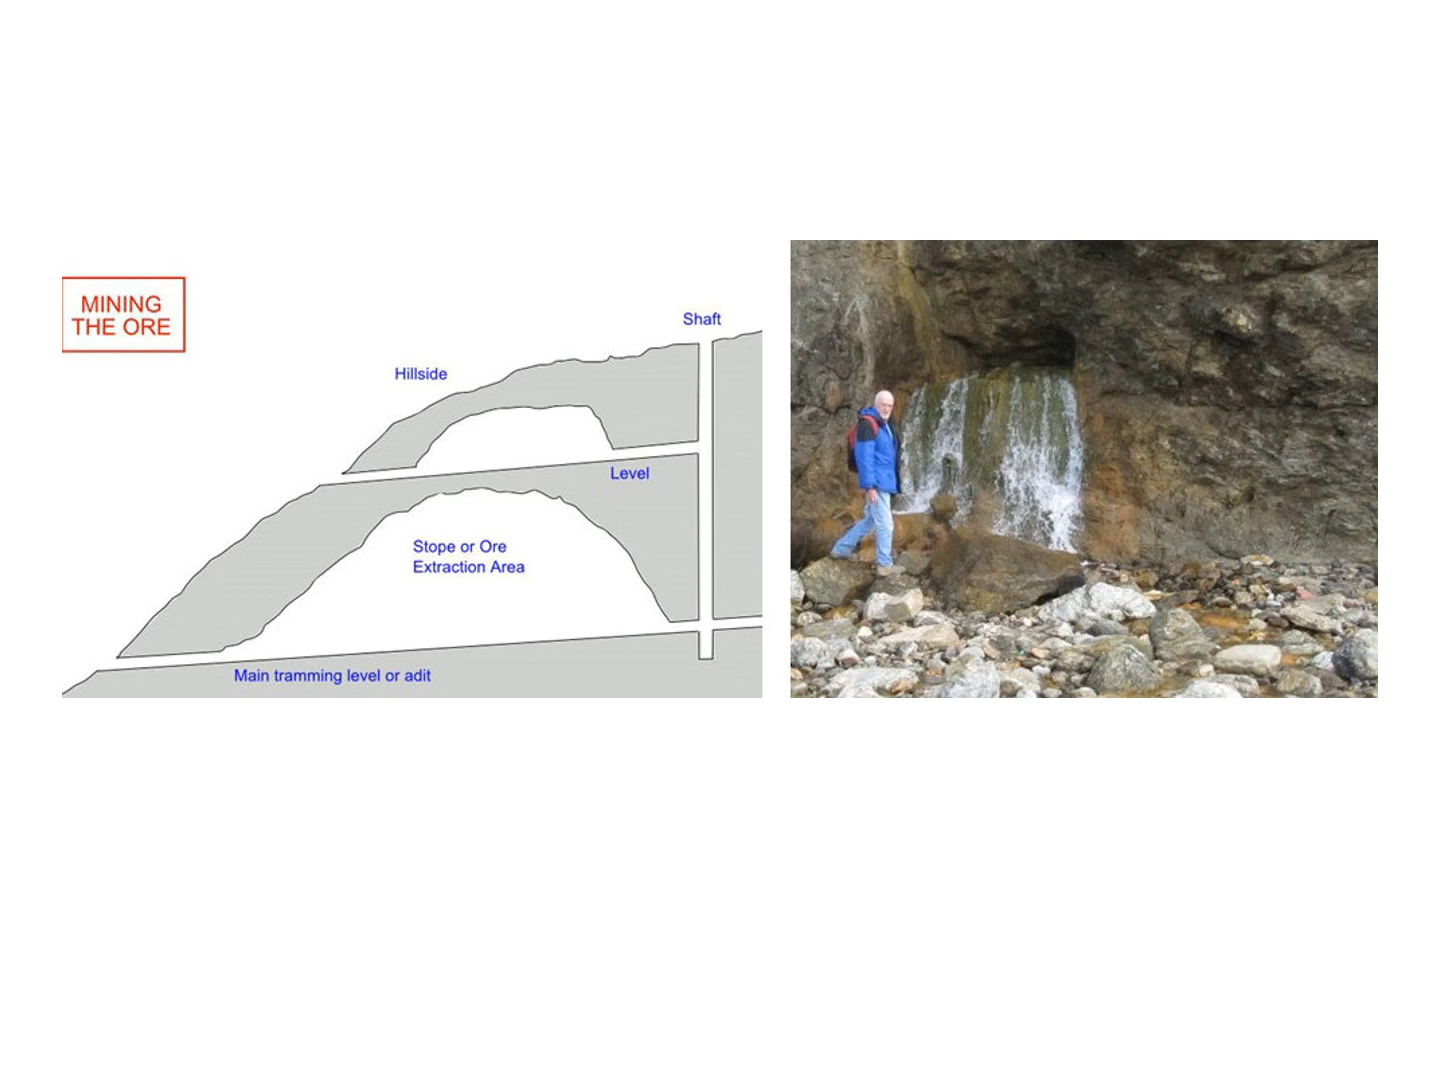 MINING
THE ORE
Shaft
Hillside
Level
Stope or Ore
Extraction Area
Main tramming level or adit